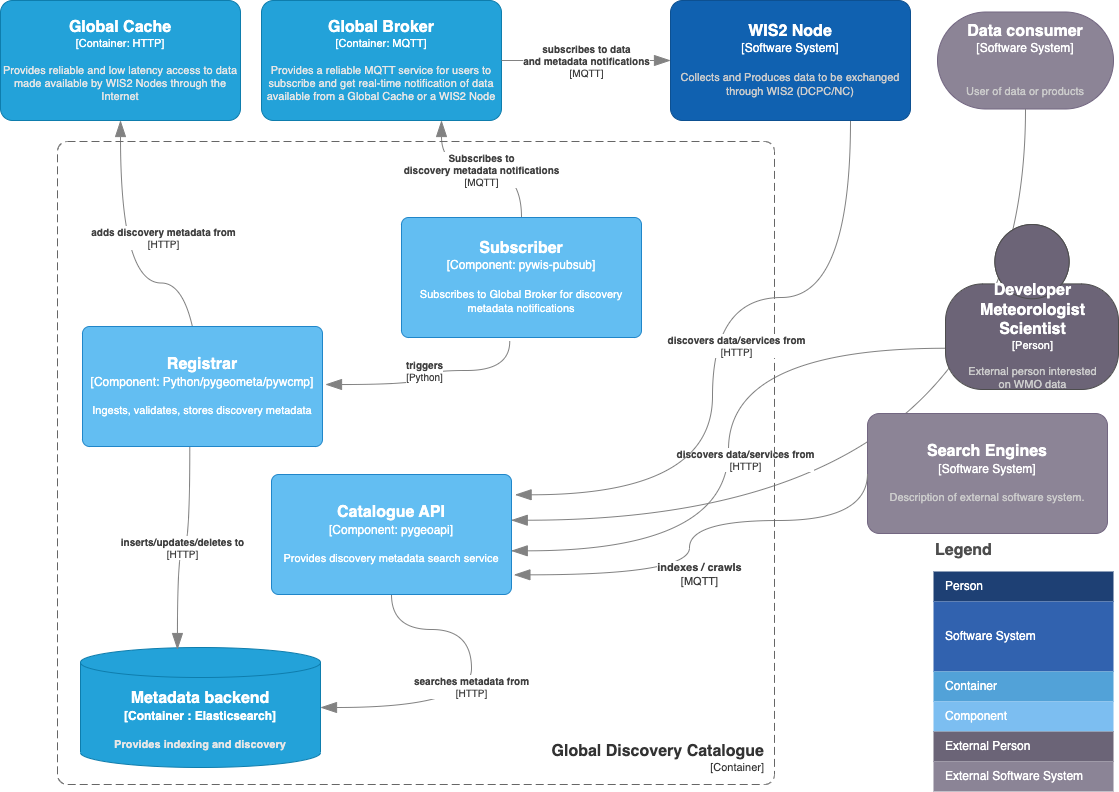 Global Cache
[Container: HTTP]
Provides reliable and low latency access to data
made available by WIS2 Nodes through the
Internet
Global Broker
[Container: MQTT]
Provides a reliable MQTT service for users to
subscribe and get real-time notification of data
available from a Global Cache or a WIS2 Node
subscribes to data
and metadata notifications
[MQTT]
WIS2 Node
[Software System]
Collects and Produces data to be exchanged
through WIS2 (DCPC/NC)
Data consumer
[Software System]
User of data or products
Subscribes to
discovery metadata notifications
[MQTT]
adds discovery metadata from
[HTTP]
Subscriber
[Component: pywis-pubsub]
Subscribes to Global Broker for discovery
metadata notifications
Developer
Meteorologist
Scientist
[Person]
External person interested
on WMO data
discovers data/services from
[HTTP]
triggers
[Python]
Registrar
[Component: Python/pygeometa/pywcmp]
Ingests, validates, stores discovery metadata
discovers data/services from
[HTTP]
Search Engines
[Software System]
Description of external software system.
Catalogue API
[Component: pygeoapi]
Provides discovery metadata search service
inserts/updates/deletes to
[HTTP]
indexes / crawls
[MQTT]
searches metadata from
[HTTP]
Metadata backend
[Container : Elasticsearch]
Provides indexing and discovery
Global Discovery Catalogue
[Container]
Legend
Person
Software System
Container
Component
External Person
External Software System